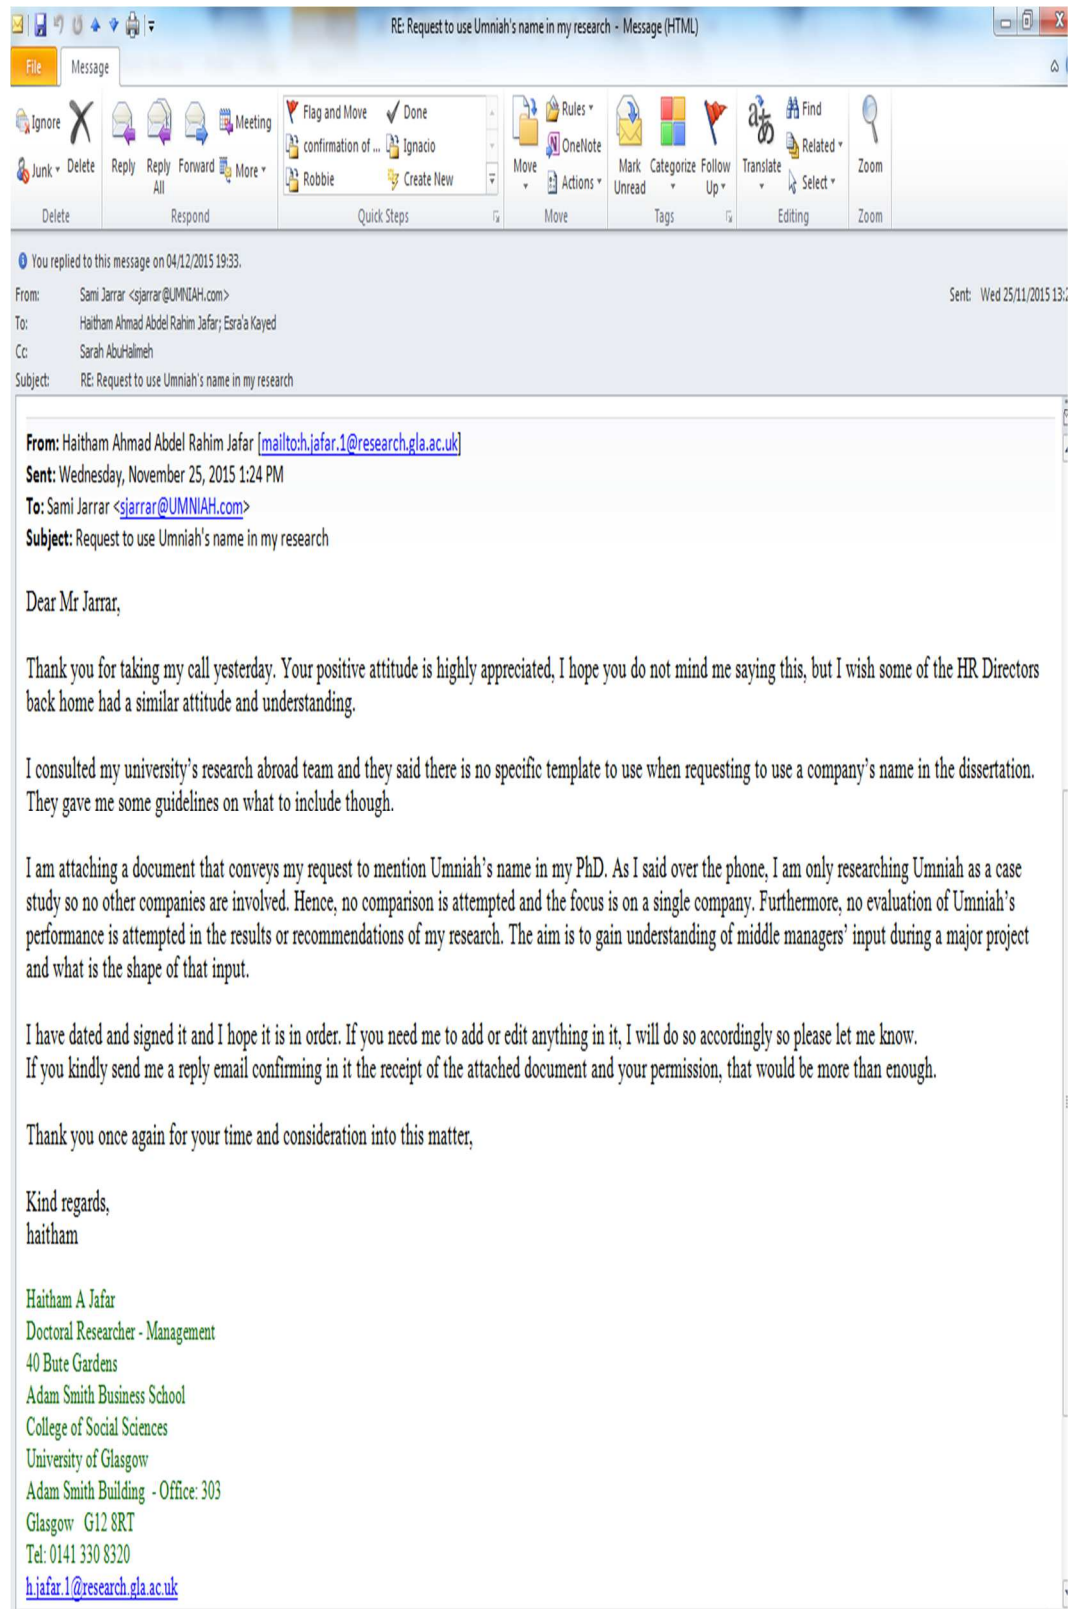 RE: Request to use Umniah's name in my research - Message (HTML)
File Message
Ignore
Junk
Delete
Reply
Reply All
Forward
Meeting
More
Flag and Move
confirmation of ...
Robbie
Done
Ignacio
Create New
Move
Rules
OneNote
Actions
Mark Unread
Categorize
Follow Up
Translate
Find
Related
Select
Zoom
Delete Respond Quick Steps Move Tags Editing Zoom
You replied to this message on 04/12/2015 19:33.
From: Sami Jarrar <sjarrar@UMNIAH.com> Sent: Wed 25/11/2015 13:2
To: Haitham Ahmad Abdel Rahim Jafar; Esra'a Kayed
Cc: Sarah AbuHalimeh
Subject: RE: Request to use Umniah's name in my research
From: Haitham Ahmad Abdel Rahim Jafar [mailto:h.jafar.1@research.gla.ac.uk]
Sent: Wednesday, November 25, 2015 1:24 PM
To: Sami Jarrar <sjarrar@UMNIAH.com>
Subject: Request to use Umniah's name in my research
Dear Mr Jarrar,
Thank you for taking my call yesterday. Your positive attitude is highly appreciated, I hope you do not mind me saying this, but I wish some of the HR Directors
back home had a similar attitude and understanding.
I consulted my university's research abroad team and they said there is no specific template to use when requesting to use a company's name in the dissertation.
They gave me some guidelines on what to include though.
I am attaching a document that conveys my request to mention Umniah's name in my PhD. As I said over the phone, I am only researching Umniah as a case
study so no other companies are involved. Hence, no comparison is attempted and the focus is on a single company. Furthermore, no evaluation of Umniah's
performance is attempted in the results or recommendations of my research. The aim is to gain understanding of middle managers' input during a major project
and what is the shape of that input.
I have dated and signed it and I hope it is in order. If you need me to add or edit anything in it, I will do so accordingly so please let me know.
If you kindly send me a reply email confirming in it the receipt of the attached document and your permission, that would be more than enough.
Thank you once again for your time and consideration into this matter,
Kind regards,
haitham
Haitham A Jafar
Doctoral Researcher - Management
40 Bute Gardens
Adam Smith Business School
College of Social Sciences
University of Glasgow
Adam Smith Building - Office: 303
Glasgow G12 8RT
Tel: 0141 330 8320
h.jafar.1@research.gla.ac.uk